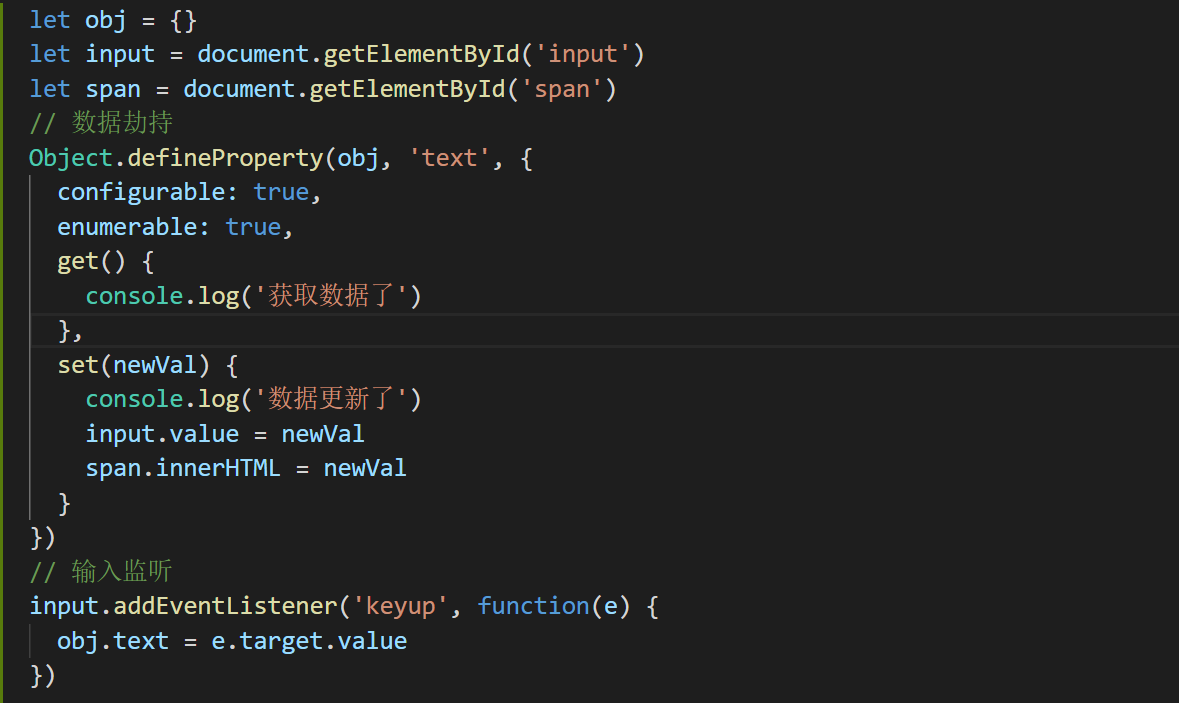 let obj = {}
let input = document.getElementById('input')
let span = document.getElementById('span')
// 数据劫持
Object.defineProperty(obj, 'text', {
  configurable: true,
  enumerable: true,
  get() {
    console.log('获取数据了')
  },
  set(newVal) {
    console.log('数据更新了')
    input.value = newVal
    span.innerHTML = newVal
  }
})
// 输入监听
input.addEventListener('keyup', function(e) {
  obj.text = e.target.value
})